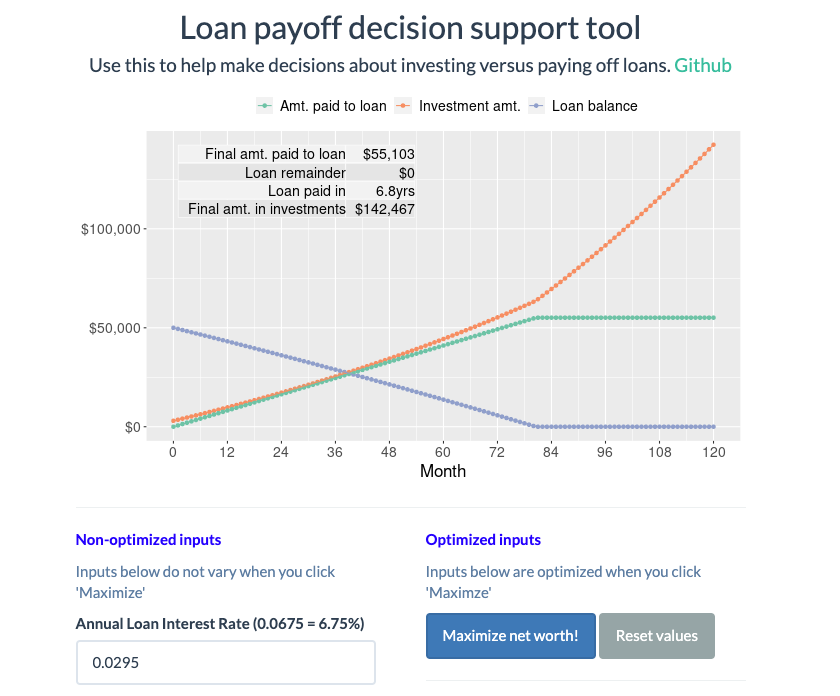 Loan payoff decision support tool
Use this to help make decisions about investing versus paying off loans. Github
Amt. paid to loan Investment amt. Loan balance
Final amt. paid to loan $55,103
Loan remainder $0
Loan paid in 6.8yrs
Final amt. in investments $142,467
$100,000
$50,000
$0
0 12 24 36 48 60 72 84 96 108 120
Month
Non-optimized inputs
Inputs below do not vary when you click
'Maximize'
Annual Loan Interest Rate (0.0675 = 6.75%)
0.0295
Optimized inputs
Inputs below are optimized when you click
'Maximze'
Maximize net worth! Reset values